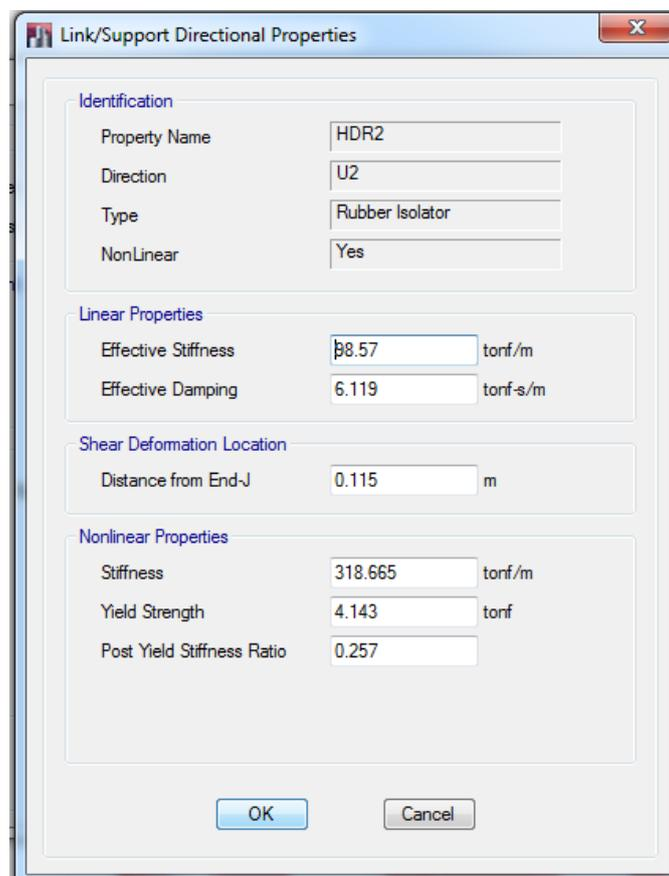 Link/Support Directional Properties
Identification
Property Name HDR2
Direction U2
Type Rubber Isolator
NonLinear Yes
Linear Properties
Effective Stiffness 98.57 tonf/m
Effective Damping 6.119 tonf-s/m
Shear Deformation Location
Distance from End-J 0.115 m
Nonlinear Properties
Stiffness 318.665 tonf/m
Yield Strength 4.143 tonf
Post Yield Stiffness Ratio 0.257
OK Cancel